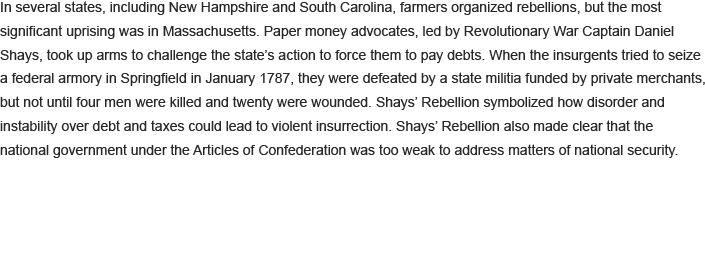 In several states, including New Hampshire and South Carolina, farmers organized rebellions, but the most
significant uprising was in Massachusetts. Paper money advocates, led by Revolutionary War Captain Daniel
Shays, took up arms to challenge the state’s action to force them to pay debts. When the insurgents tried to seize
a federal armory in Springfield in January 1787, they were defeated by a state militia funded by private merchants,
but not until four men were killed and twenty were wounded. Shays’ Rebellion symbolized how disorder and
instability over debt and taxes could lead to violent insurrection. Shays’ Rebellion also made clear that the
national government under the Articles of Confederation was too weak to address matters of national security.